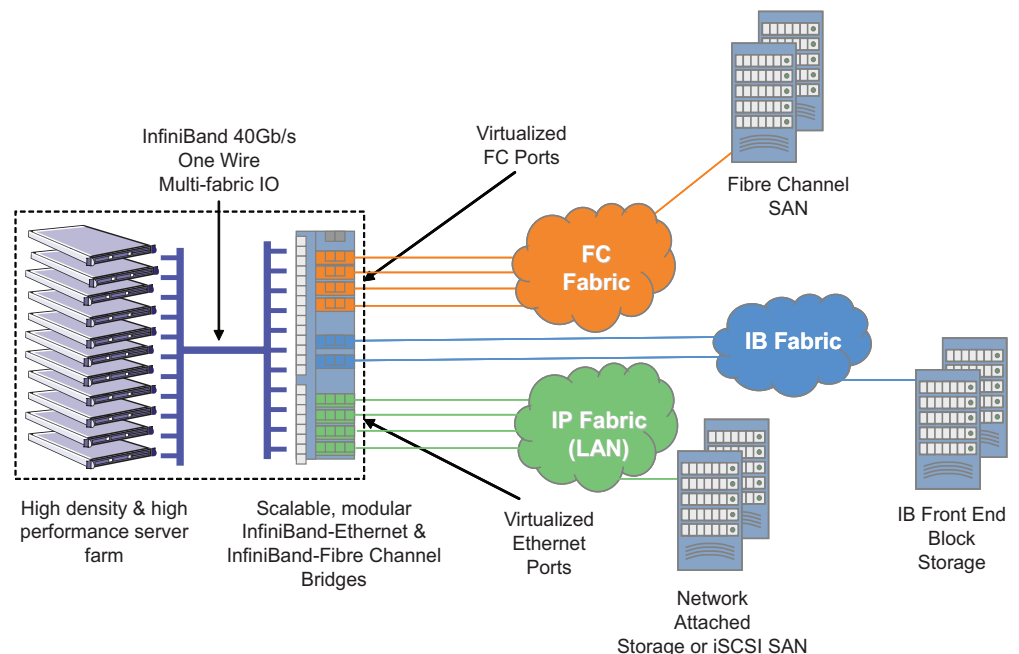 InfiniBand 40Gb/s
One Wire
Multi-fabric IO
Virtualized
FC Ports
Fibre Channel
SAN
FC
Fabric
IB Fabric
IP Fabric
(LAN)
High density & high
performance server
farm
Scalable, modular
InfiniBand-Ethernet &
InfiniBand-Fibre Channel
Bridges
Virtualized
Ethernet
Ports
IB Front End
Block
Storage
Network
Attached
Storage or iSCSI SAN